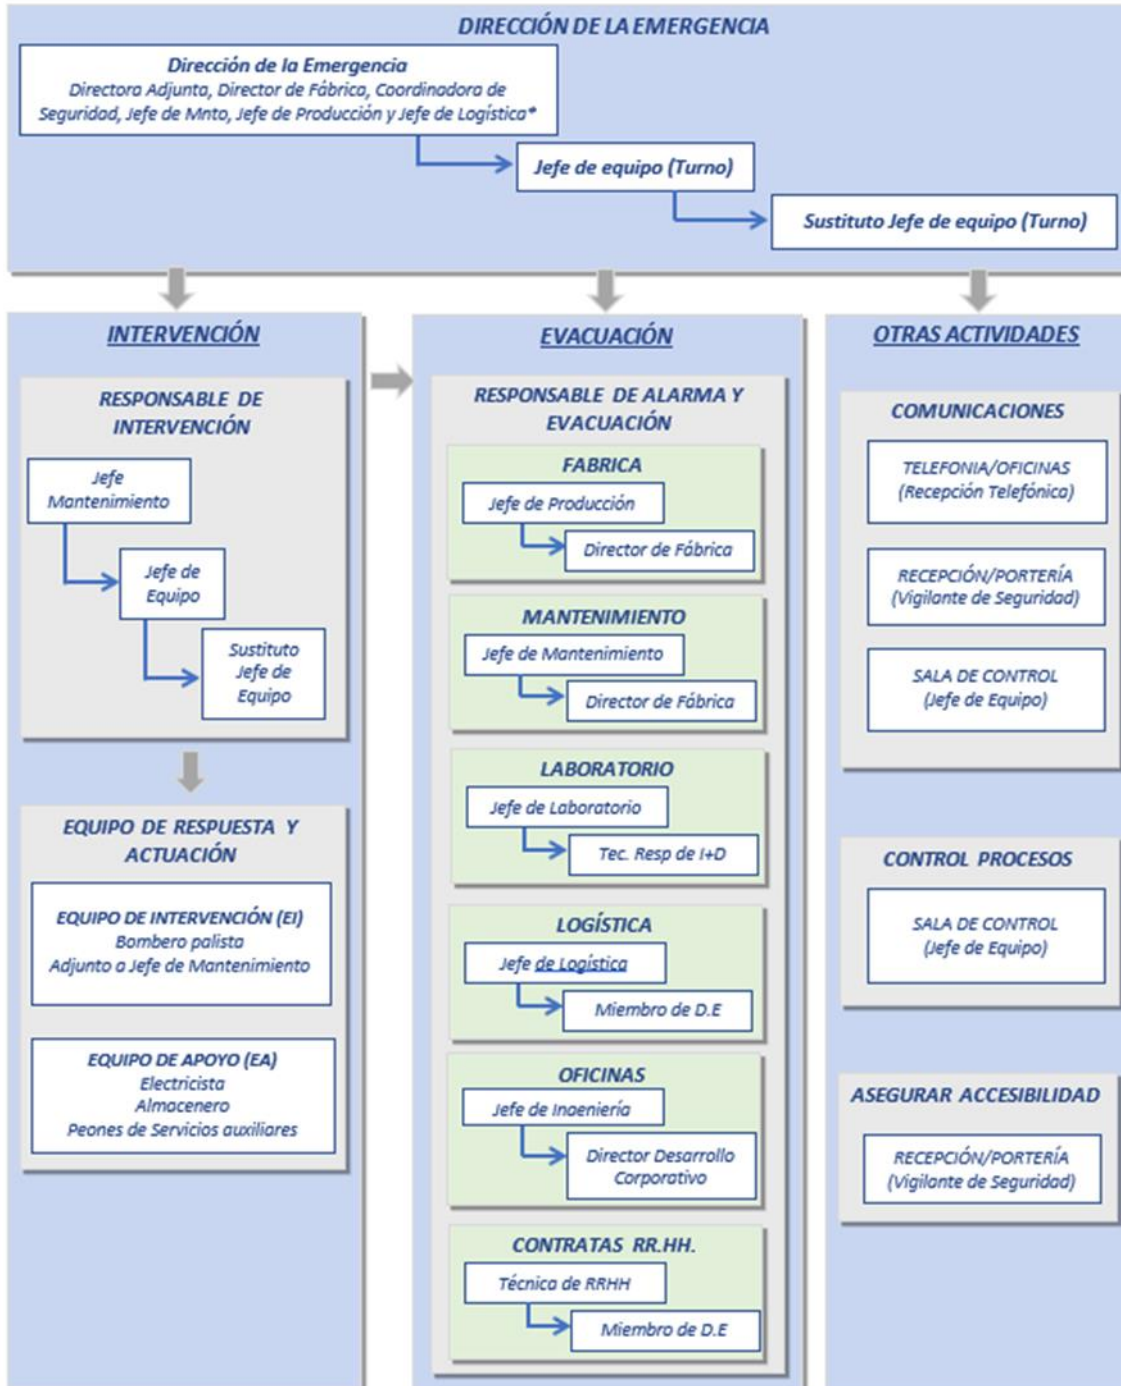 DIRECCIÓN DE LA EMERGENCIA
Dirección de la Emergencia
Directora Adjunta, Director de Fábrica, Coordinadora de
Seguridad, Jefe de Mnto, Jefe de Producción y Jefe de Logística*
Jefe de equipo (Turno)
Sustituto Jefe de equipo (Turno)
INTERVENCIÓN
RESPONSABLE DE
INTERVENCIÓN
Jefe
Mantenimiento
Jefe de
Equipo
Sustituto
Jefe de
Equipo
EQUIPO DE RESPUESTA Y
ACTUACIÓN
EQUIPO DE INTERVENCIÓN (EI)
Bombero palista
Adjunto a Jefe de Mantenimiento
EQUIPO DE APOYO (EA)
Electricista
Almacenero
Peones de Servicios auxiliares
EVACUACIÓN
RESPONSABLE DE ALARMA Y
EVACUACIÓN
FABRICA
Jefe de Producción
Director de Fábrica
MANTENIMIENTO
Jefe de Mantenimiento
Director de Fábrica
LABORATORIO
Jefe de Laboratorio
Tec. Resp de I+D
LOGÍSTICA
Jefe de Logística
Miembro de D.E
OFICINAS
Jefe de Ingeniería
Director Desarrollo
Corporativo
CONTRATAS RR.HH.
Técnica de RRHH
Miembro de D.E
OTRAS ACTIVIDADES
COMUNICACIONES
TELEFONIA/OFICINAS
(Recepción Telefónica)
RECEPCIÓN/PORTERÍA
(Vigilante de Seguridad)
SALA DE CONTROL
(Jefe de Equipo)
CONTROL PROCESOS
SALA DE CONTROL
(Jefe de Equipo)
ASEGURAR ACCESIBILIDAD
RECEPCIÓN/PORTERÍA
(Vigilante de Seguridad)